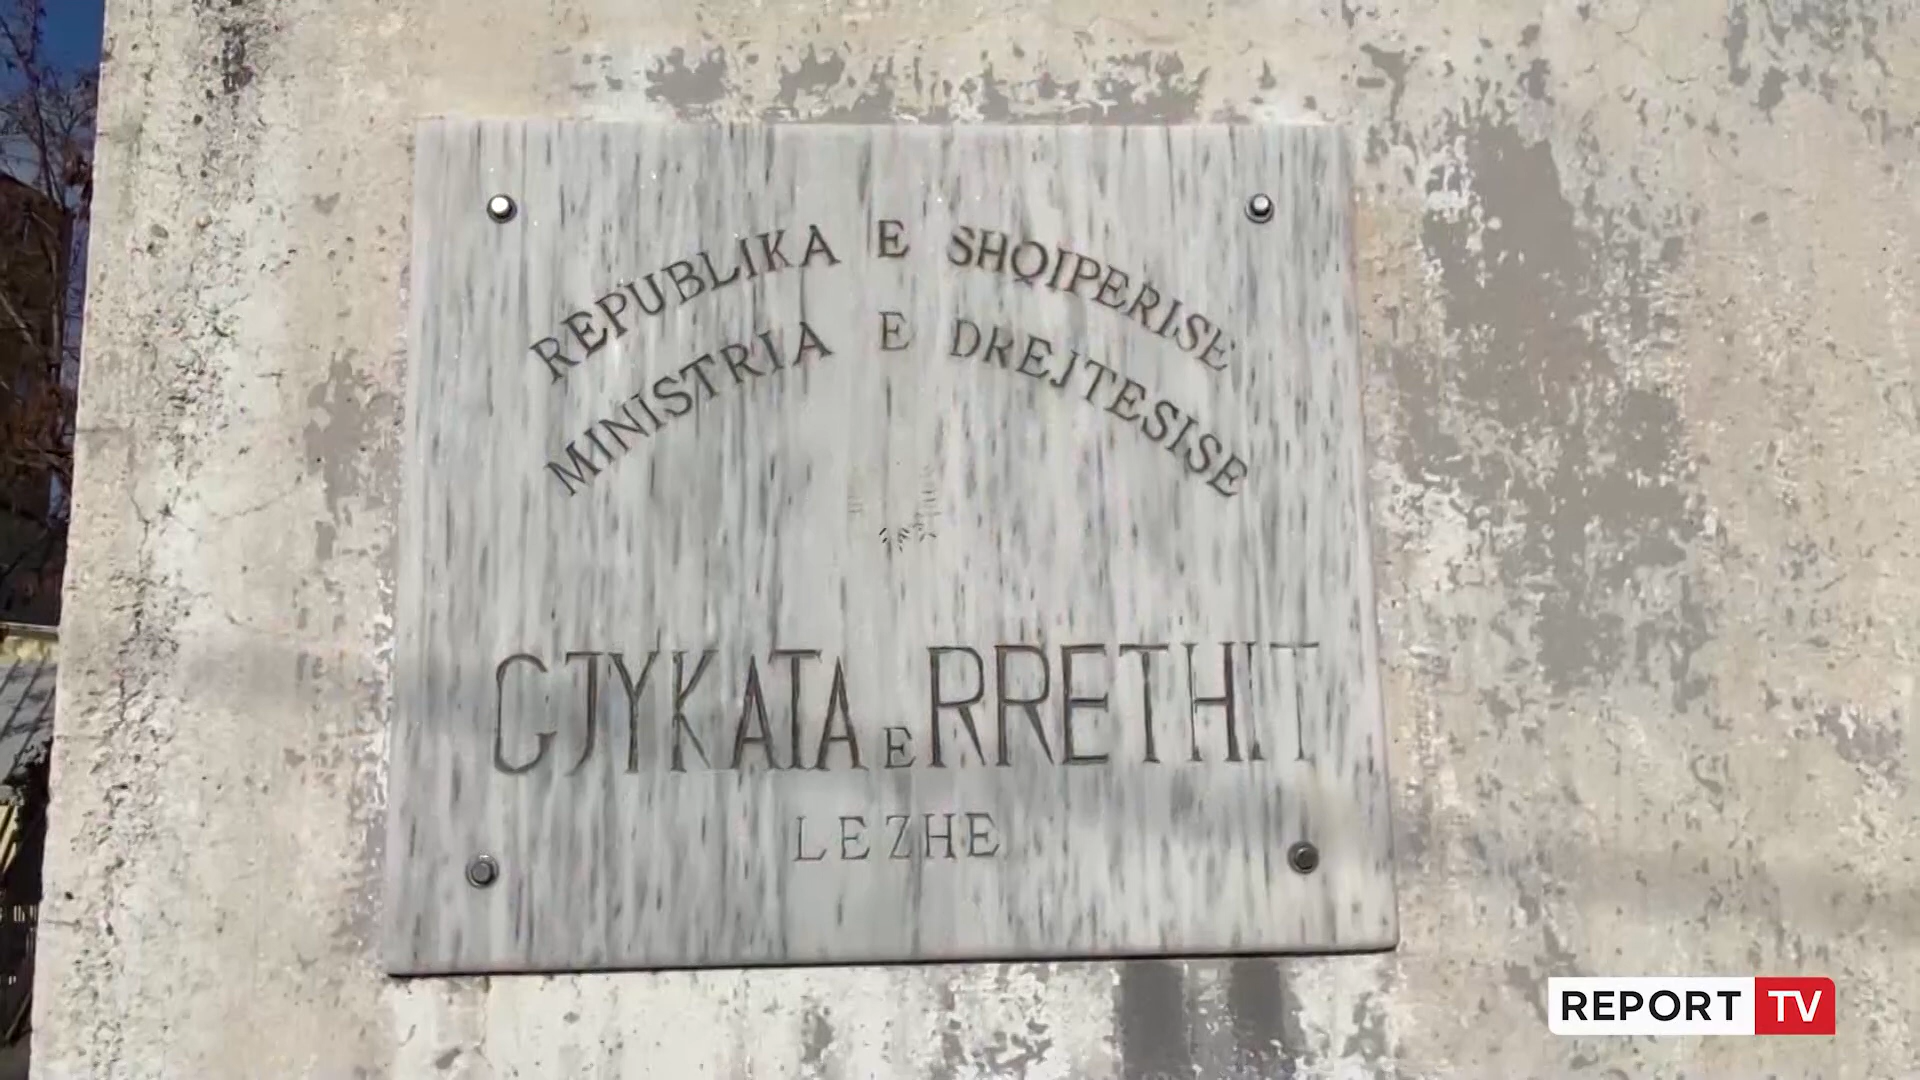 REPUBLIKA E SHQIPERISE
MINISTRIA E DREJTESISE
GJYKATA E RRETHIT
LEZHE
REPORT TV